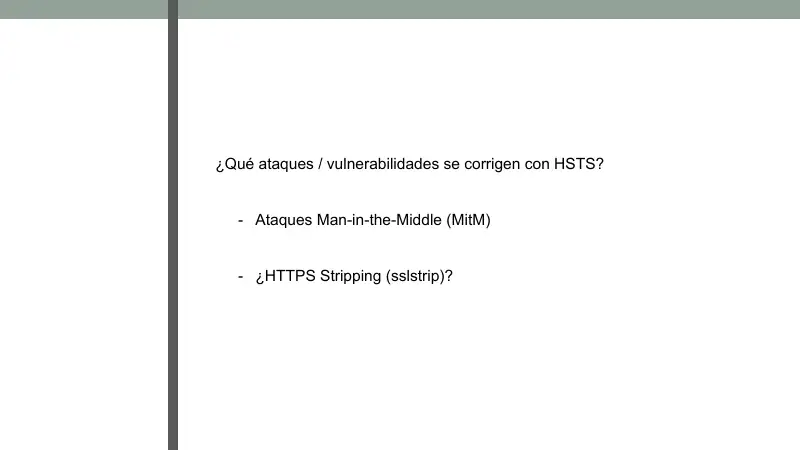 ¿Qué ataques / vulnerabilidades se corrigen con HSTS?
- Ataques Man-in-the-Middle (MitM)
- ¿HTTPS Stripping (sslstrip)?